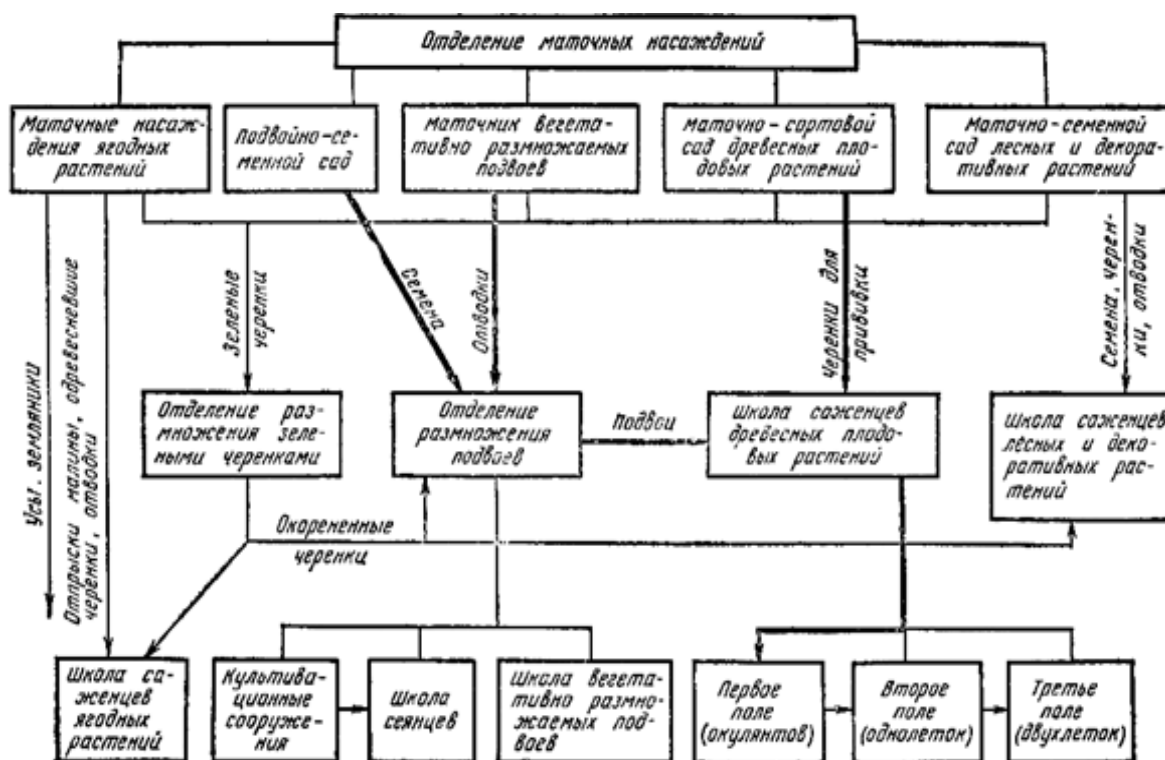 Отделение маточных насаждений
Маточные насаж-
дения ягодных
растений
Подвойно-се-
менной сад
Маточник вегета-
тивно размножаемых
подвоев
Маточно-сортовой
сад древесных пло-
довых растений
Маточно-семенной
сад лесных и декора-
тивных растений
Усы земляники
Отпрыски малины, одревесневшие
черенки, отводки
Зеленые
черенки
Семена
Отводки
Черенки для
прививки
Семена, черен-
ки, отводки
Отделение раз-
множения зеле-
ными черенками
Отделение
размножения
подваев
Подвои
Школа саженцев
древесных плодо-
вых растений
Школа саженцев
лесных и деко-
ративных рас-
тений
Окорененные
черенки
Школа са-
женцев
ягодных
растений
Культива-
ционные
сооруже-
ния
Школа
сеянцев
Школа вегета-
тивно размно-
жаемых под-
воев
Первое
поле
(окулянтов)
Второе
поле
(однолеток)
Третье
поле
(двухлеток)